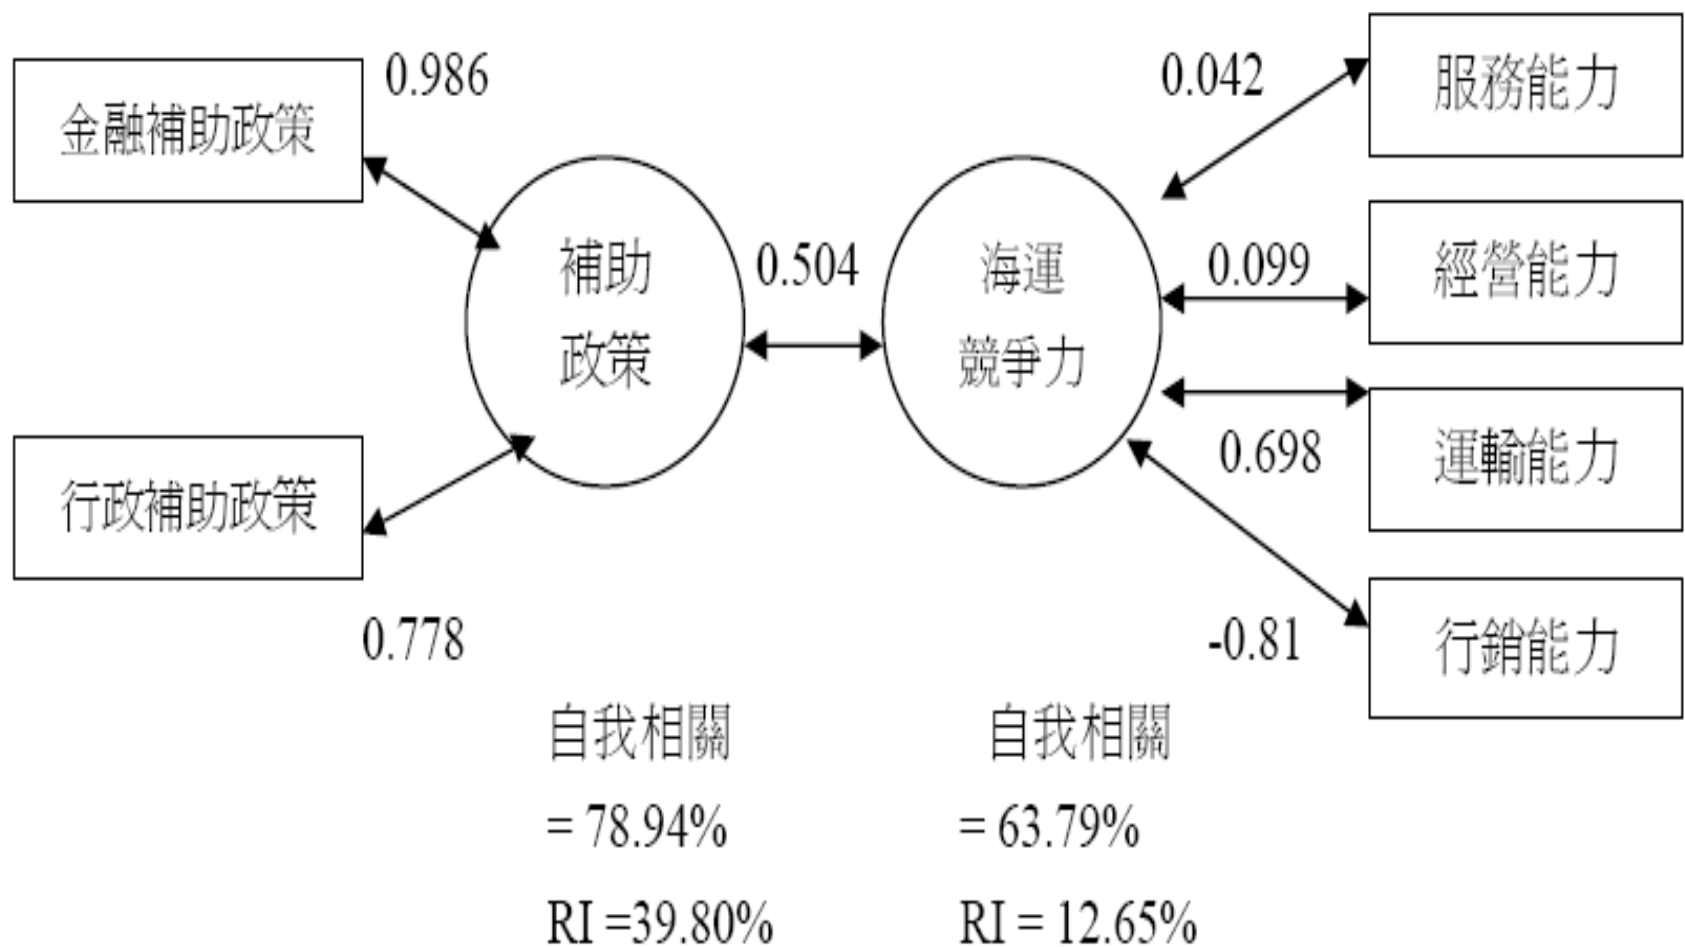 金融補助政策
0.986
行政補助政策
0.778
補助
政策
0.504
海運
競爭力
0.042
服務能力
0.099
經營能力
0.698
運輸能力
-0.81
行銷能力
自我相關
= 78.94%
RI =39.80%
自我相關
= 63.79%
RI = 12.65%